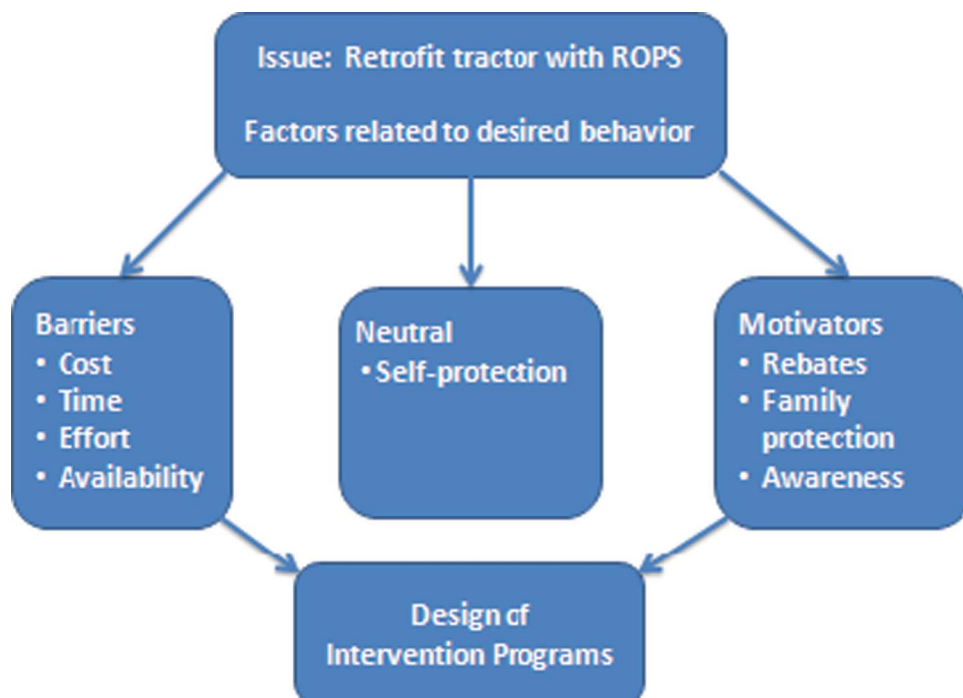 Issue: Retrofit tractor with ROPS
Factors related to desired behavior
Barriers
• Cost
• Time
• Effort
• Availability
Neutral
• Self-protection
Motivators
• Rebates
• Family
protection
• Awareness
Design of
Intervention Programs